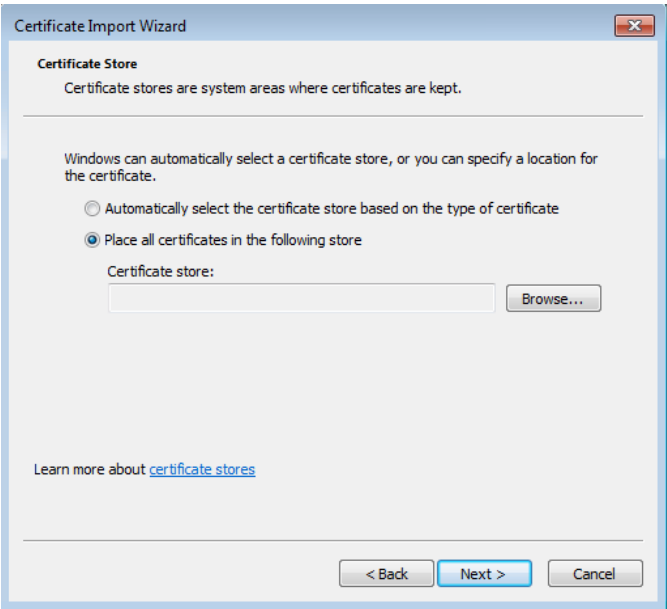 Certificate Import Wizard
Certificate Store
Certificate stores are system areas where certificates are kept.
Windows can automatically select a certificate store, or you can specify a location for
the certificate.
Automatically select the certificate store based on the type of certificate
Place all certificates in the following store
Certificate store:
Browse...
Learn more about certificate stores
< Back
Next >
Cancel